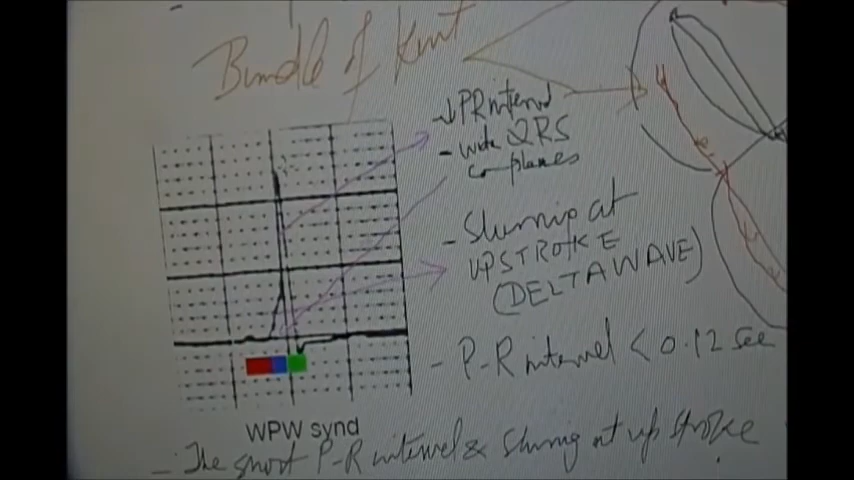 Bundle of Kent
↓ PR interval
- wide QRS
complexes
- Slurring at
UPSTROKE
(DELTA WAVE)
- P-R interval < 0.12 sec
WPW synd
- The short P-R interval & slurring at up stroke